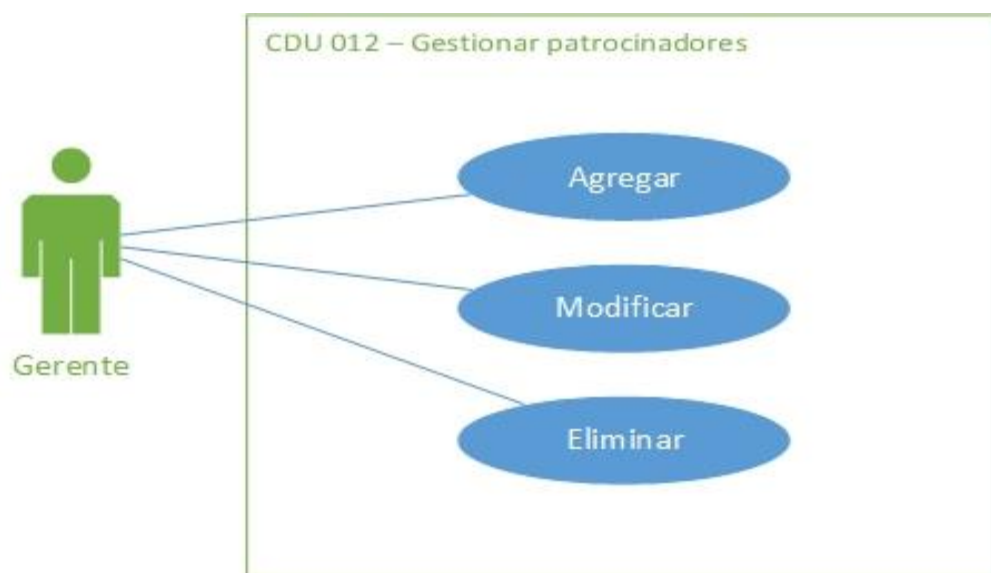 CDU 012 – Gestionar patrocinadores
Agregar
Modificar
Gerente
Eliminar